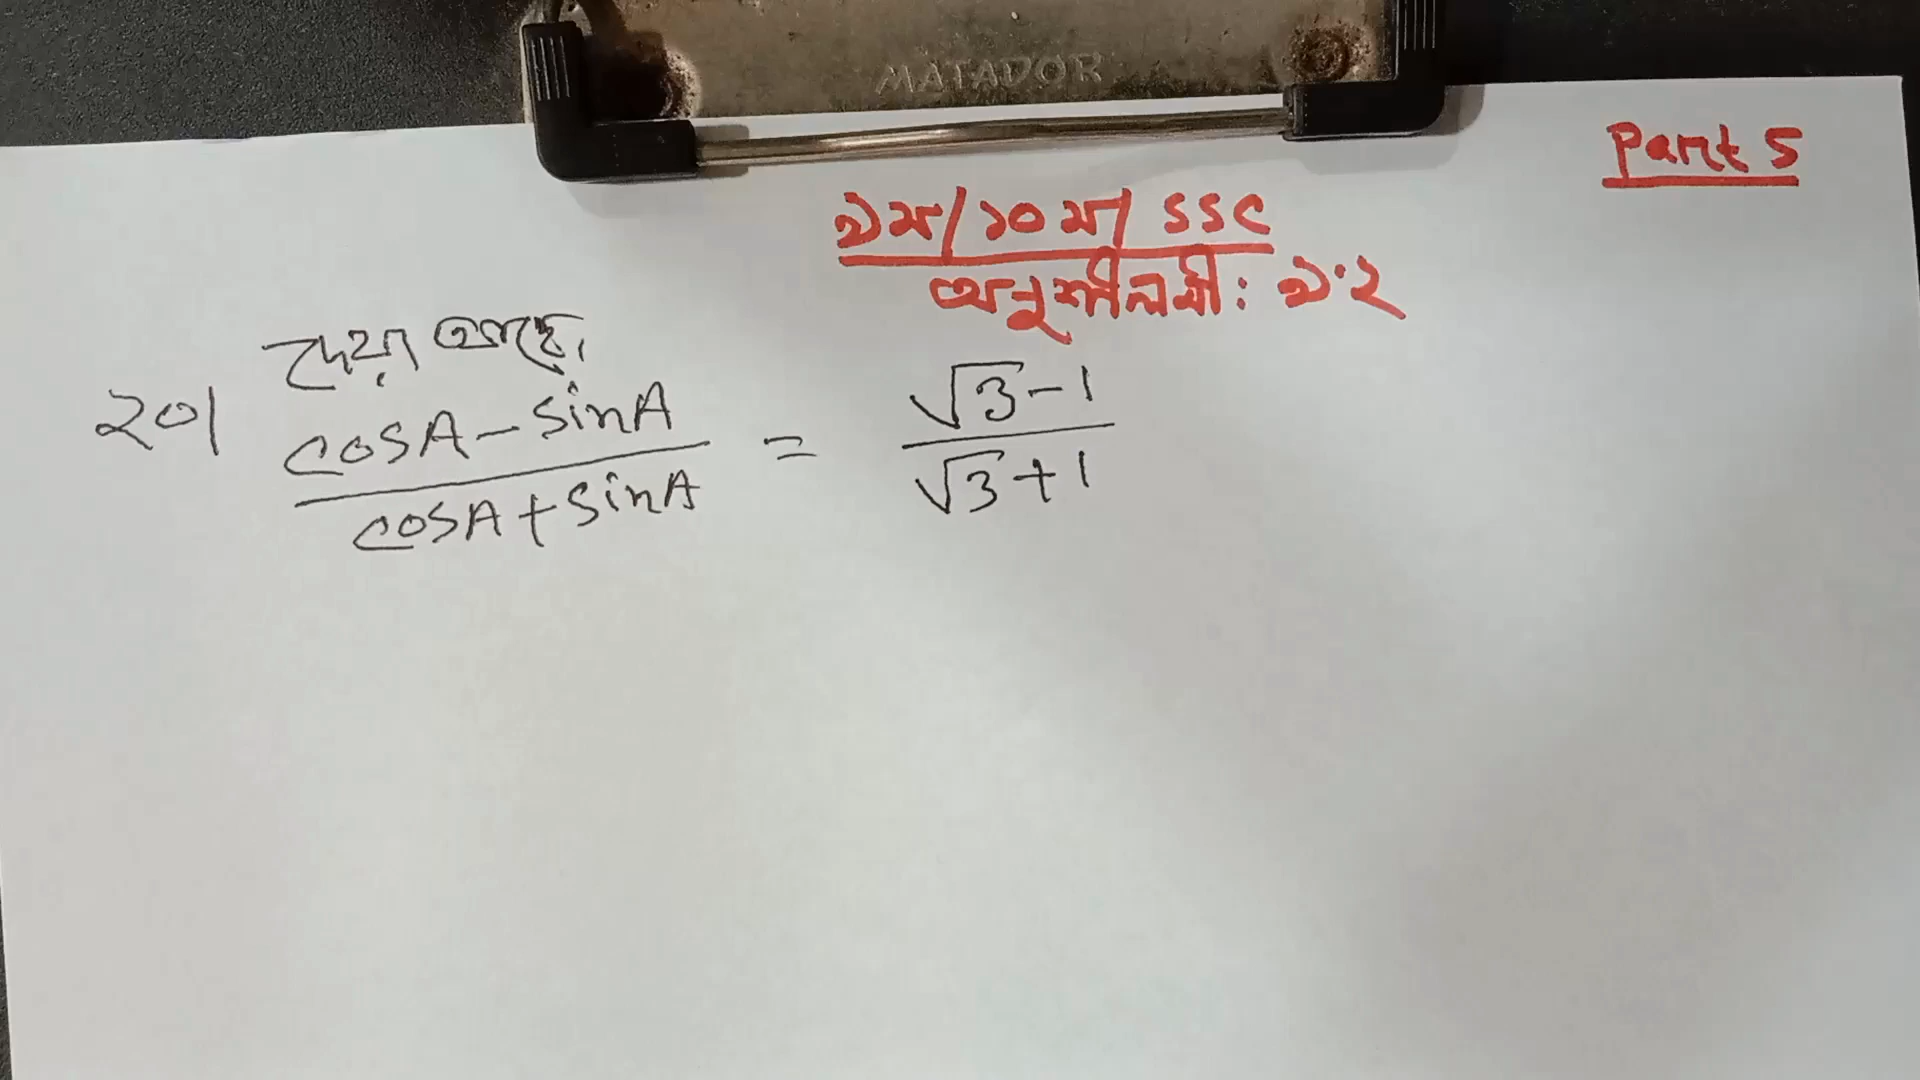 MATADOR
Part 5
৯ম/১০ম/ SSC
অনুশীলনী: ৯.২
দেয়া আছে,
২০। cosA-sinA / cosA+sinA = √3-1 / √3+1